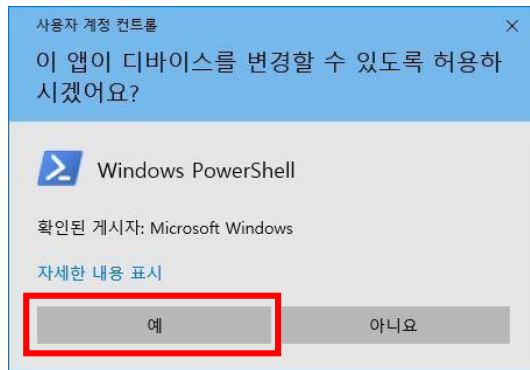 사용자 계정 컨트롤
이 앱이 디바이스를 변경할 수 있도록 허용하
시겠어요?
Windows PowerShell
확인된 게시자: Microsoft Windows
자세한 내용 표시
예
아니요